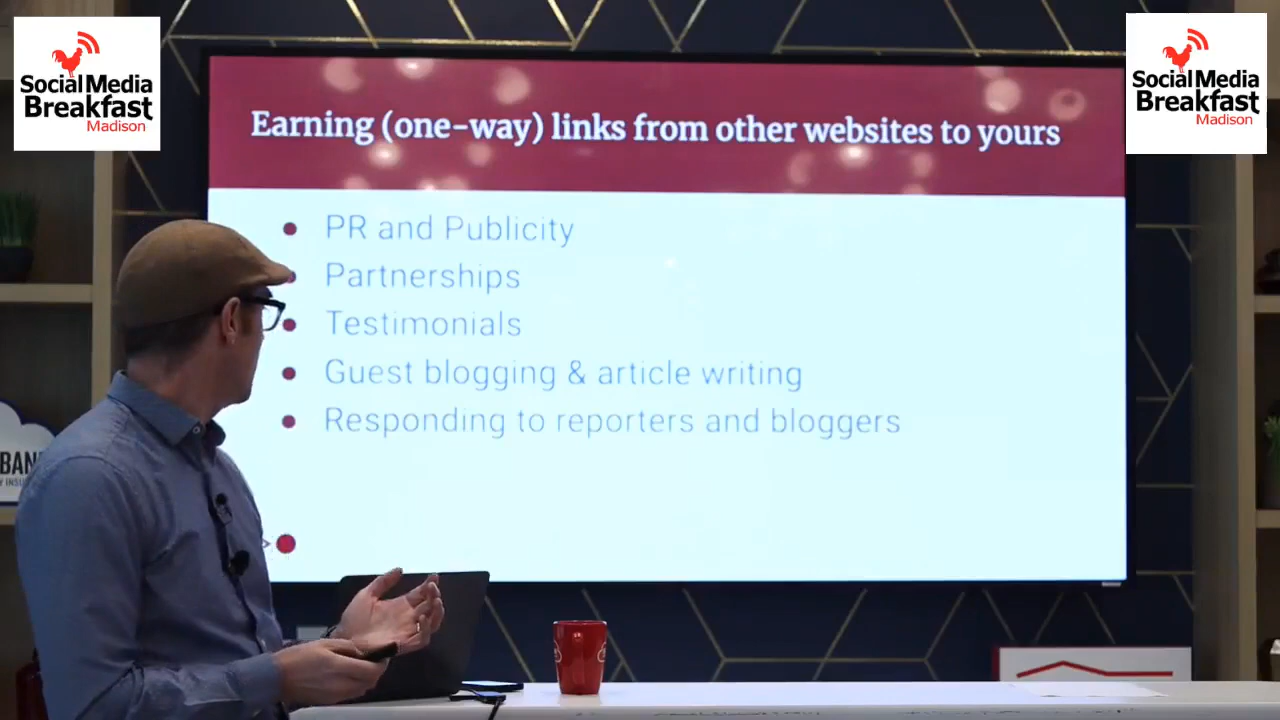 Social Media
Breakfast
Madison
Social Media
Breakfast
Madison
Earning (one-way) links from other websites to yours
PR and Publicity
Partnerships
Testimonials
Guest blogging & article writing
Responding to reporters and bloggers
BAN